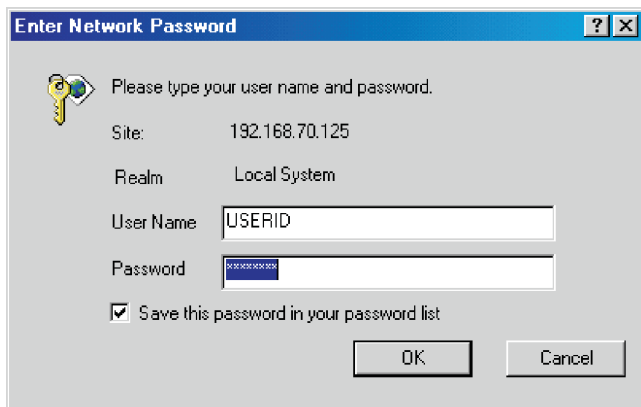 Enter Network Password
Please type your user name and password.
Site: 192.168.70.125
Realm Local System
User Name USERID
Password ********
Save this password in your password list
OK Cancel